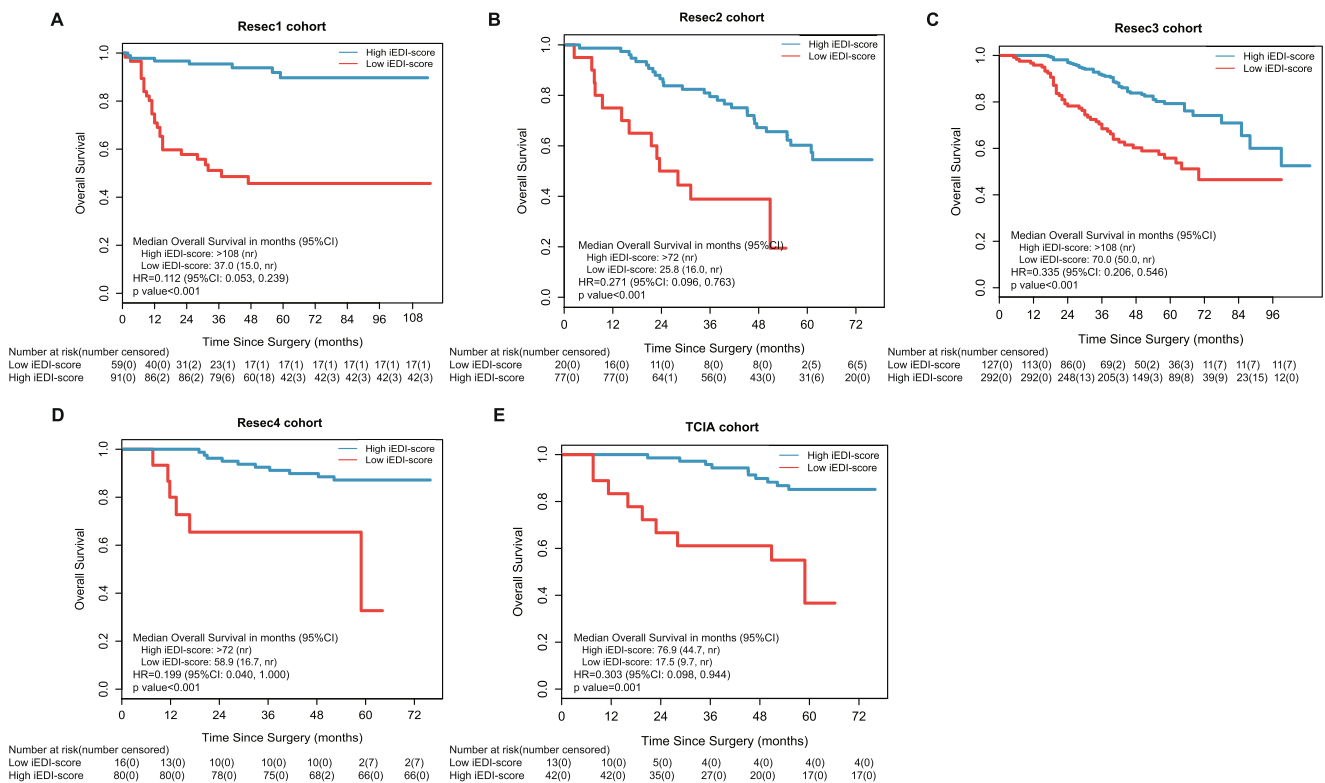 A
Resec1 cohort
High iEDI-score
Low iEDI-score
Overall Survival
1.0
0.8
0.6
0.4
0.2
0.0
Median Overall Survival in months (95%CI)
High iEDI-score: >108 (nr)
Low iEDI-score: 37.0 (15.0, nr)
HR=0.112 (95%CI: 0.053, 0.239)
p value<0.001
0 12 36 48 60 72 84 96 108
Time Since Surgery (months)
Number at risk(number censored)
Low iEDI-score 59(0) 40(0) 31(2) 23(1) 17(1) 17(1) 17(1) 17(1) 17(1) 17(1)
High iEDI-score 91(0) 86(2) 86(2) 79(6) 60(18) 42(3) 42(3) 42(3) 42(3) 42(3)
B
Resec2 cohort
High iEDI-score
Low iEDI-score
Overall Survival
1.0
0.8
0.6
0.4
0.2
0.0
Median Overall Survival in months (95%CI)
High iEDI-score: >72 (nr)
Low iEDI-score: 25.8 (16.0, nr)
HR=0.271 (95%CI: 0.096, 0.763)
p value<0.001
0 12 24 36 48 60 72
Time Since Surgery (months)
Number at risk(number censored)
Low iEDI-score 20(0) 16(0) 11(0) 8(0) 8(0) 2(5) 6(5)
High iEDI-score 77(0) 77(0) 64(1) 56(0) 43(0) 31(6) 20(0)
C
Resec3 cohort
High iEDI-score
Low iEDI-score
Overall Survival
1.0
0.8
0.6
0.4
0.2
0.0
Median Overall Survival in months (95%CI)
High iEDI-score: >108 (nr)
Low iEDI-score: 70.0 (50.0, nr)
HR=0.335 (95%CI: 0.206, 0.546)
p value<0.001
0 12 24 36 48 60 72 84 96
Time Since Surgery (months)
Number at risk(number censored)
Low iEDI-score 127(0) 113(0) 86(0) 69(2) 50(2) 36(3) 11(7) 11(7) 11(7)
High iEDI-score 292(0) 292(0) 248(13) 205(3) 149(3) 89(8) 39(9) 23(15) 12(0)
D
Resec4 cohort
High iEDI-score
Low iEDI-score
Overall Survival
1.0
0.8
0.6
0.4
0.2
0.0
Median Overall Survival in months (95%CI)
High iEDI-score: >72 (nr)
Low iEDI-score: 58.9 (16.7, nr)
HR=0.199 (95%CI: 0.040, 1.000)
p value<0.001
0 12 24 36 48 60 72
Time Since Surgery (months)
Number at risk(number censored)
Low iEDI-score 16(0) 13(0) 10(0) 10(0) 10(0) 2(7) 2(7)
High iEDI-score 80(0) 80(0) 78(0) 75(0) 68(2) 66(0) 66(0)
E
TCIA cohort
High iEDI-score
Low iEDI-score
Overall Survival
1.0
0.8
0.6
0.4
0.2
0.0
Median Overall Survival in months (95%CI)
High iEDI-score: 76.9 (44.7, nr)
Low iEDI-score: 17.5 (9.7, nr)
HR=0.303 (95%CI: 0.098, 0.944)
p value=0.001
0 12 24 36 48 60 72
Time Since Surgery (months)
Number at risk(number censored)
Low iEDI-score 13(0) 10(0) 5(0) 4(0) 4(0) 4(0) 4(0)
High iEDI-score 42(0) 42(0) 35(0) 27(0) 20(0) 17(0) 17(0)